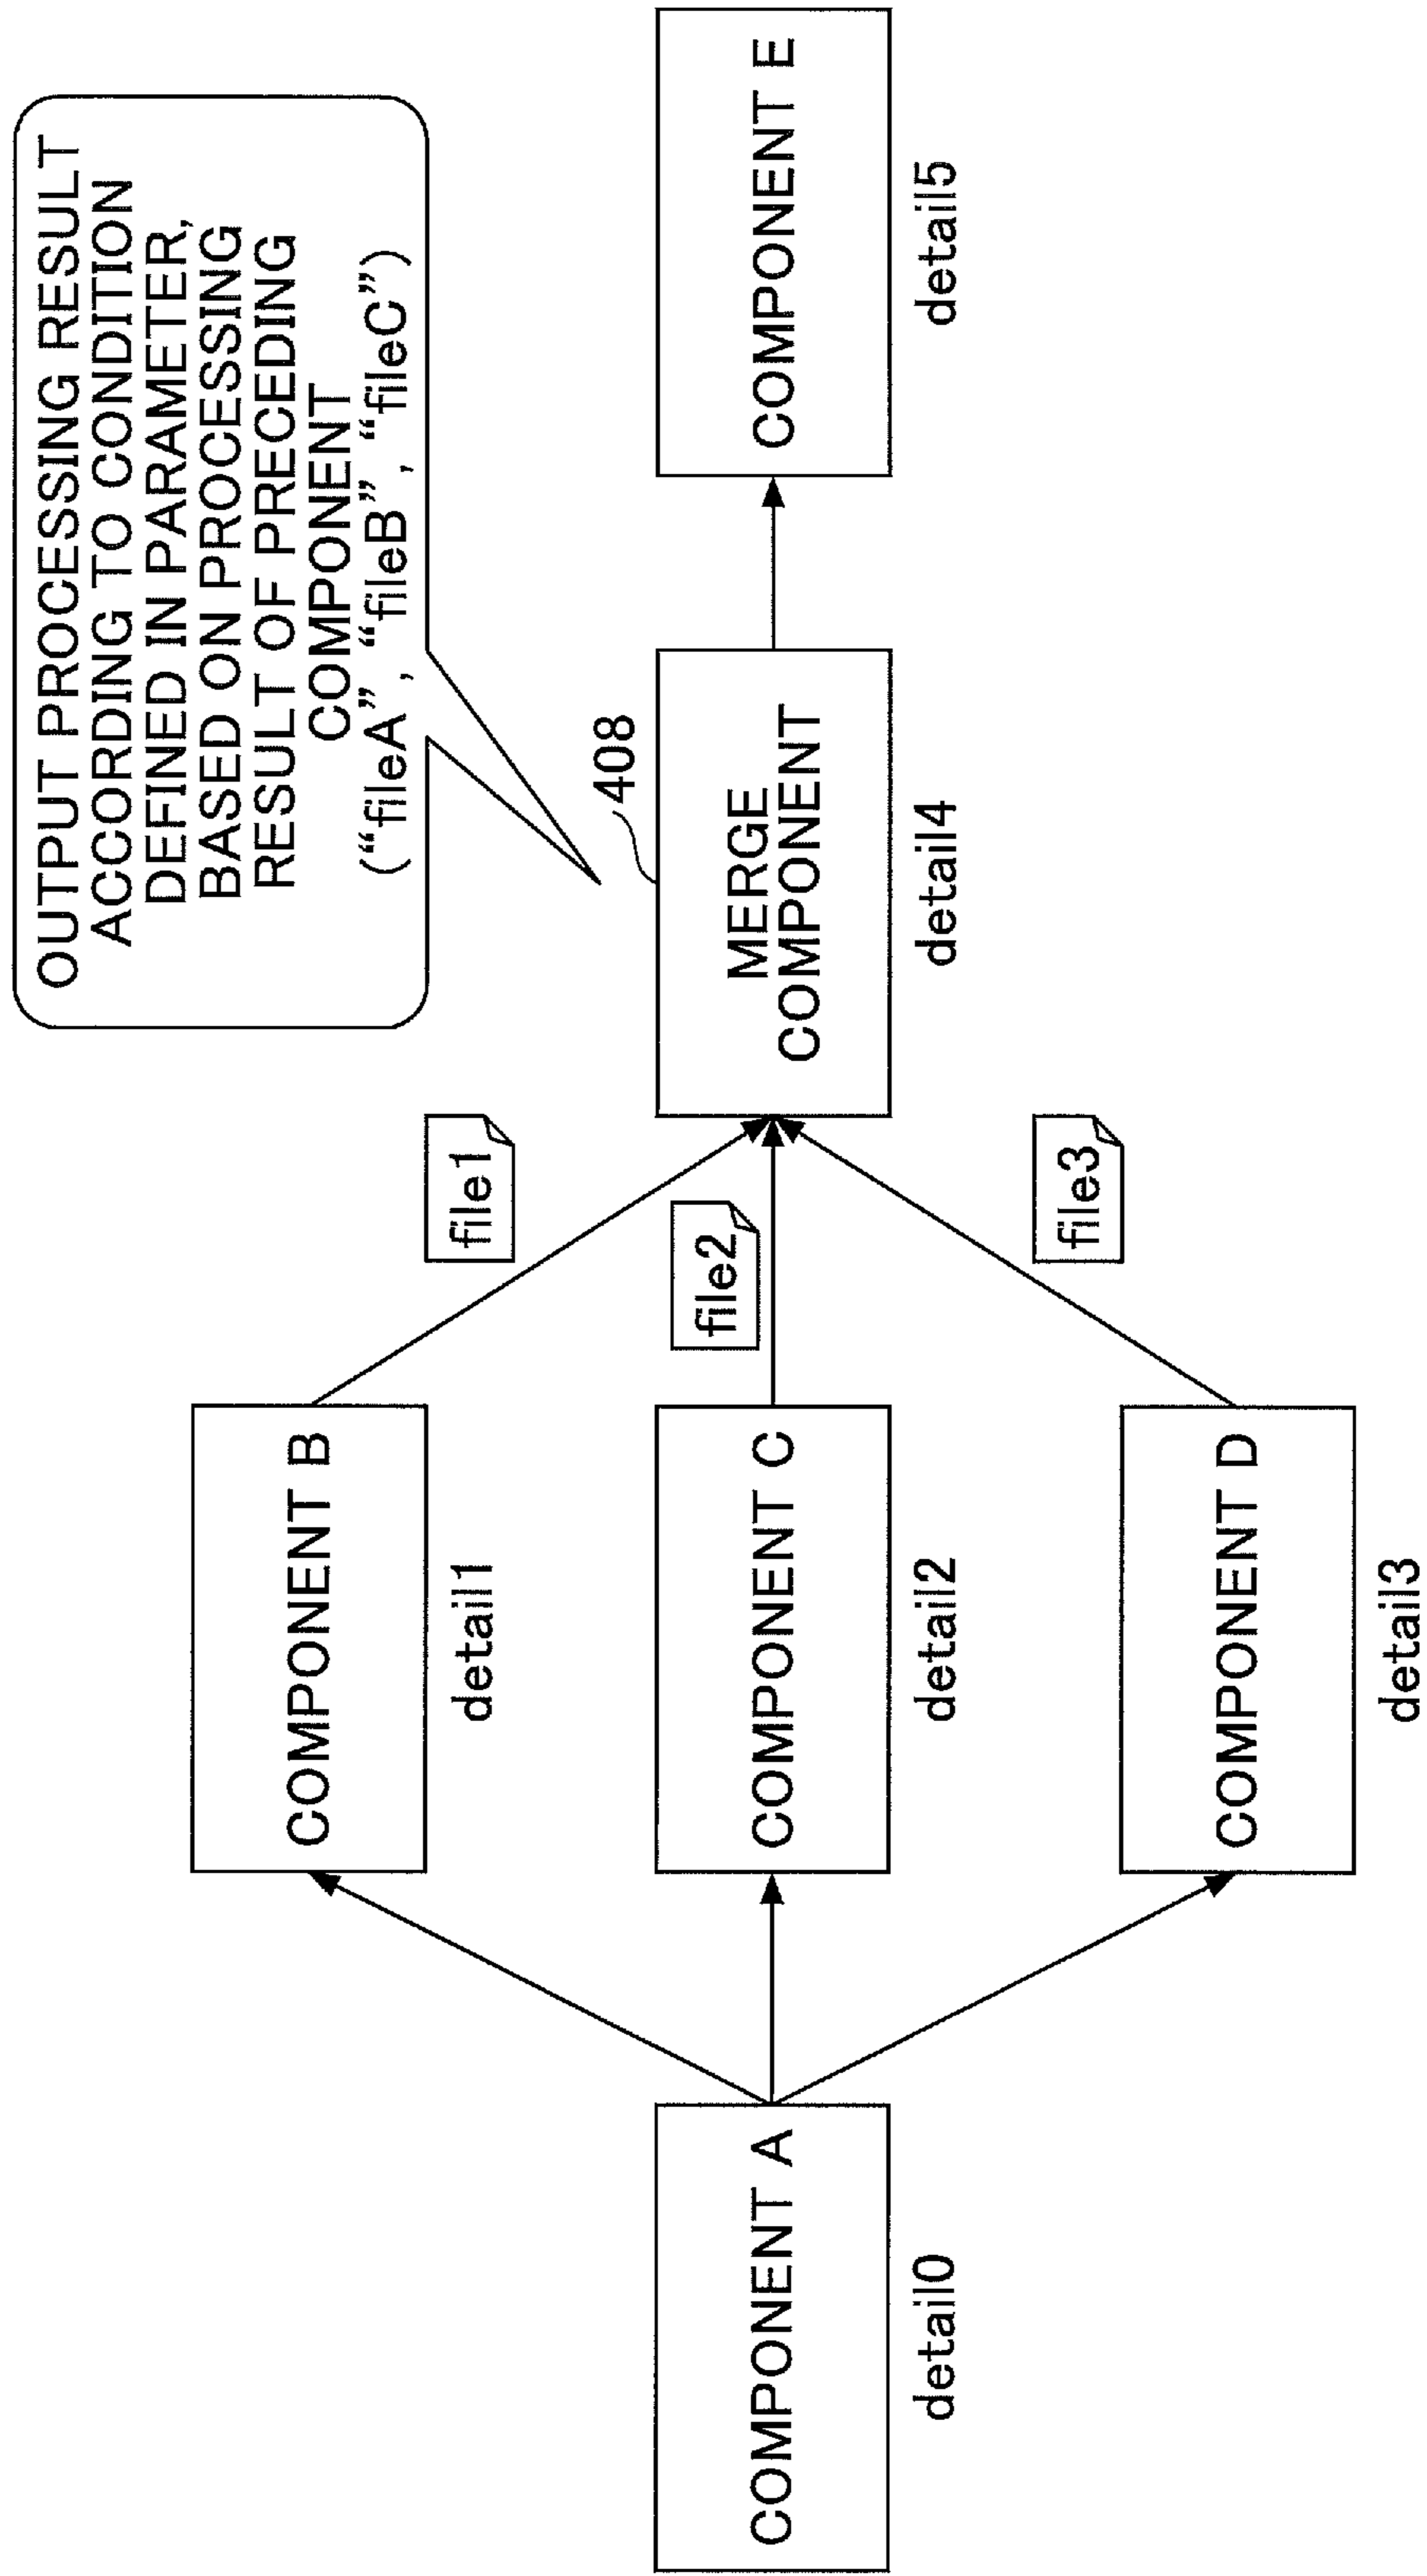 OUTPUT PROCESSING RESULT
ACCORDING TO CONDITION
DEFINED IN PARAMETER,
BASED ON PROCESSING
RESULT OF PRECEDING
COMPONENT
(“fileA”, “fileB”, “fileC”)
408
COMPONENT A
detail0
COMPONENT B
detail1
COMPONENT C
detail2
COMPONENT D
detail3
file1
file2
file3
MERGE
COMPONENT
detail4
COMPONENT E
detail5